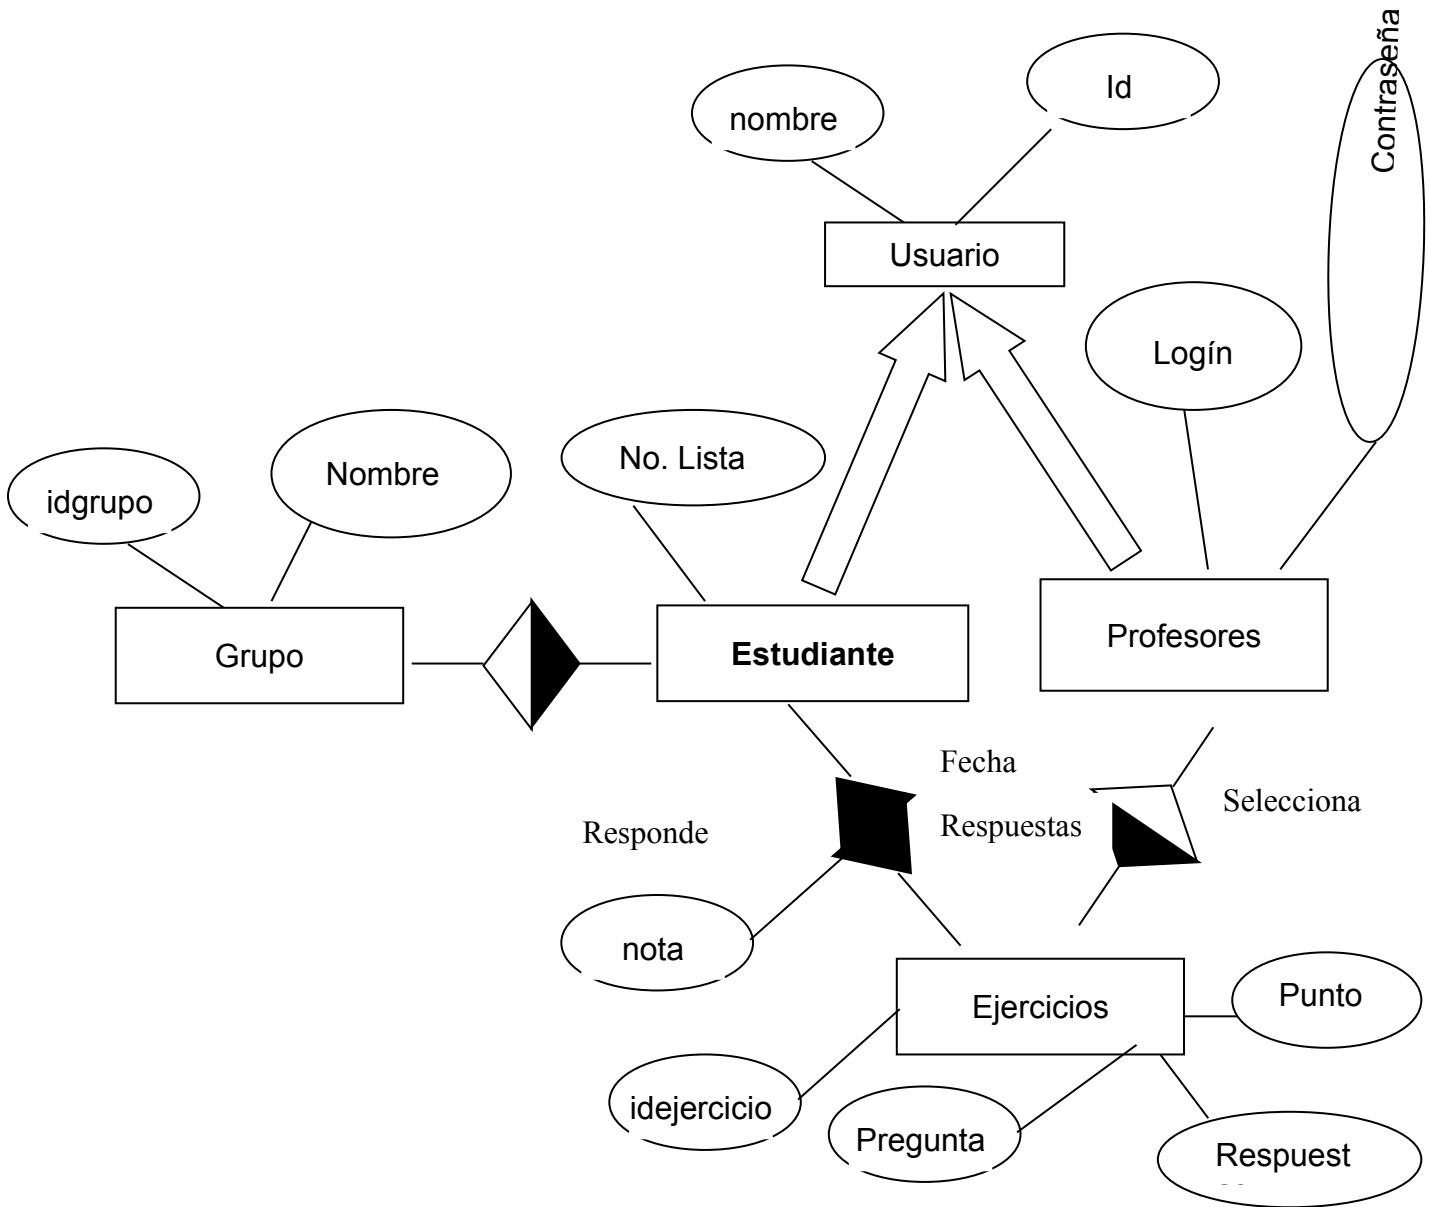 Contraseña
Id
nombre
Usuario
Logín
No. Lista
Nombre
idgrupo
Profesores
Estudiante
Grupo
Fecha
Selecciona
Respuestas
Responde
nota
Punto
Ejercicios
idejercicio
Pregunta
Respuest